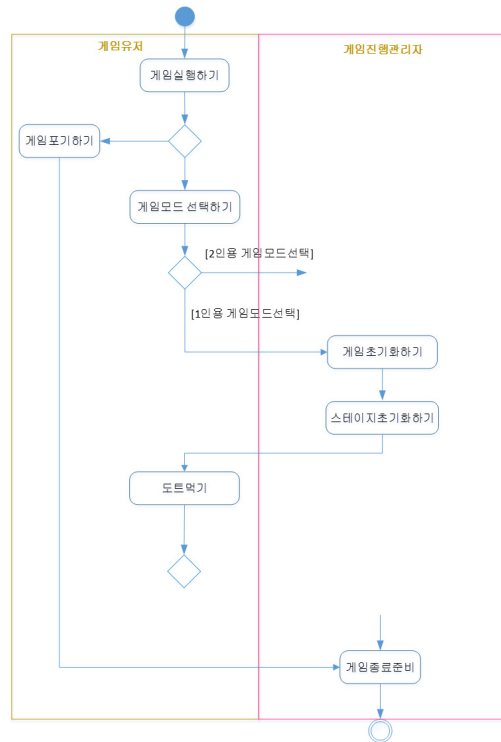 게임유저
게임진행관리자
게임실행하기
게임포기하기
게임모드 선택하기
[2인용 게임모드선택]
[1인용 게임모드선택]
게임초기화하기
스테이지초기화하기
도트먹기
게임종료준비